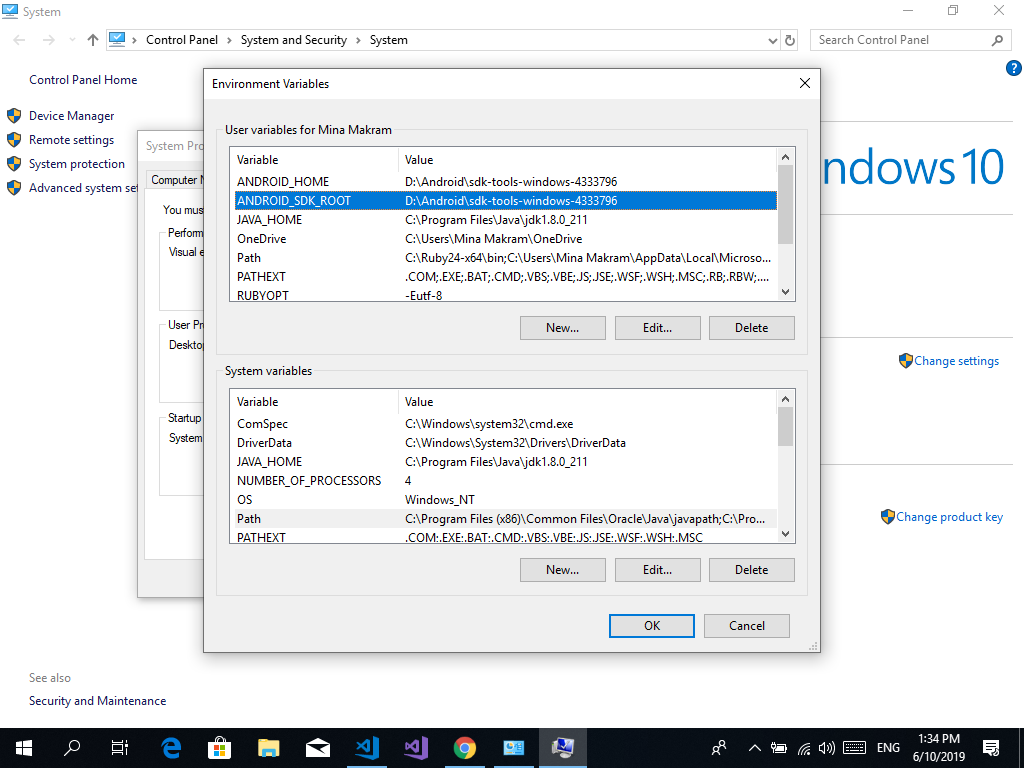 System
Control Panel > System and Security > System
Search Control Panel
Control Panel Home
Device Manager
Remote settings
System protection
Advanced system set
System Pro
Computer N
You mus
Perform
Visual e
User Pr
Deskto
Startup
System
Environment Variables
User variables for Mina Makram
Variable Value
ANDROID_HOME D:\Android\sdk-tools-windows-4333796
ANDROID_SDK_ROOT D:\Android\sdk-tools-windows-4333796
JAVA_HOME C:\Program Files\Java\jdk1.8.0_211
OneDrive C:\Users\Mina Makram\OneDrive
Path C:\Ruby24-x64\bin;C:\Users\Mina Makram\AppData\Local\Microso...
PATHEXT .COM;.EXE;.BAT;.CMD;.VBS;.VBE;.JS;.JSE;.WSF;.WSH;.MSC;.RB;.RBW;....
RUBYOPT -Eutf-8
New... Edit... Delete
System variables
Variable Value
ComSpec C:\Windows\system32\cmd.exe
DriverData C:\Windows\System32\Drivers\DriverData
JAVA_HOME C:\Program Files\Java\jdk1.8.0_211
NUMBER_OF_PROCESSORS 4
OS Windows_NT
Path C:\Program Files (x86)\Common Files\Oracle\Java\javapath;C:\Pro...
PATHEXT .COM;.EXE;.BAT;.CMD;.VBS;.VBE;.JS;.JSE;.WSF;.WSH;.MSC
New... Edit... Delete
OK Cancel
ndows 10
Change settings
Change product key
See also
Security and Maintenance
ENG
1:34 PM
6/10/2019